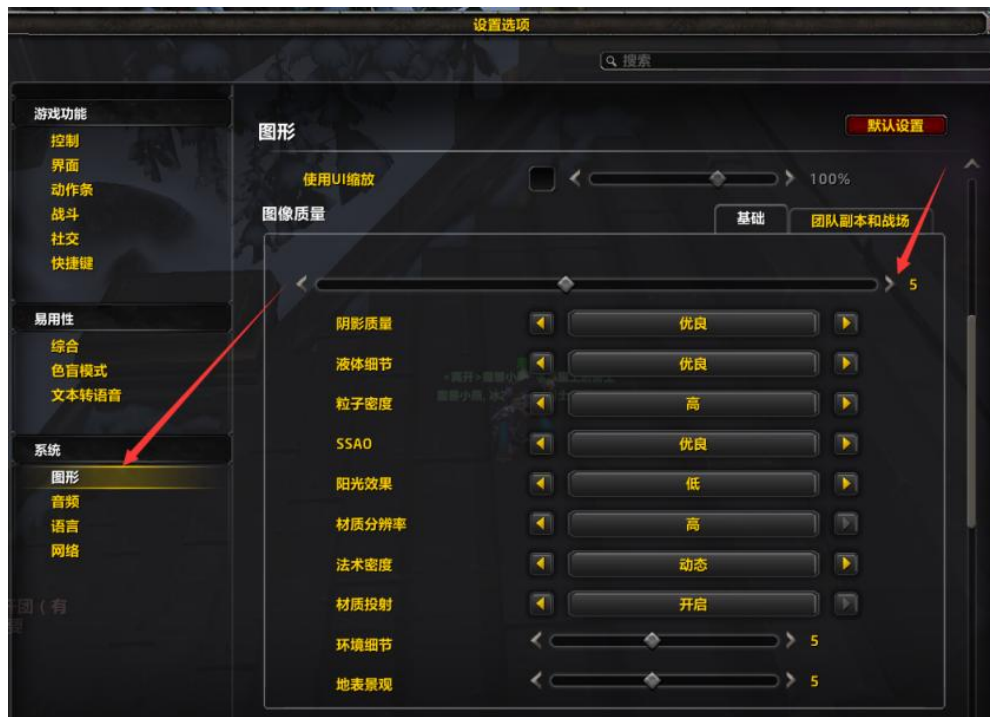 设置选项
搜索
游戏功能
控制
界面
动作条
战斗
社交
快捷键
易用性
综合
色盲模式
文本转语音
系统
图形
音频
语言
网络
图形
默认设置
使用UI缩放 100%
图像质量 基础 团队副本和战场
5
阴影质量 优良
液体细节 优良
粒子密度 高
SSAO 优良
阳光效果 低
材质分辨率 高
法术密度 动态
材质投射 开启
环境细节 5
地表景观 5